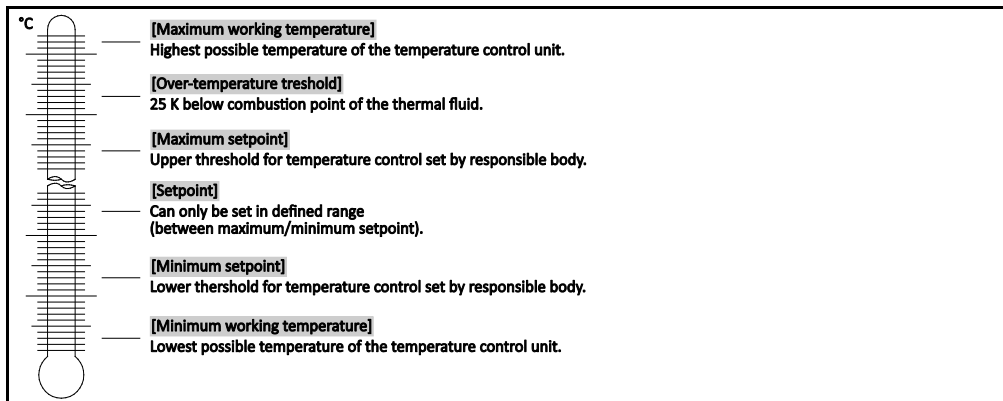 °C
[Maximum working temperature]
Highest possible temperature of the temperature control unit.
[Over-temperature treshold]
25 K below combustion point of the thermal fluid.
[Maximum setpoint]
Upper threshold for temperature control set by responsible body.
[Setpoint]
Can only be set in defined range
(between maximum/minimum setpoint).
[Minimum setpoint]
Lower thershold for temperature control set by responsible body.
[Minimum working temperature]
Lowest possible temperature of the temperature control unit.